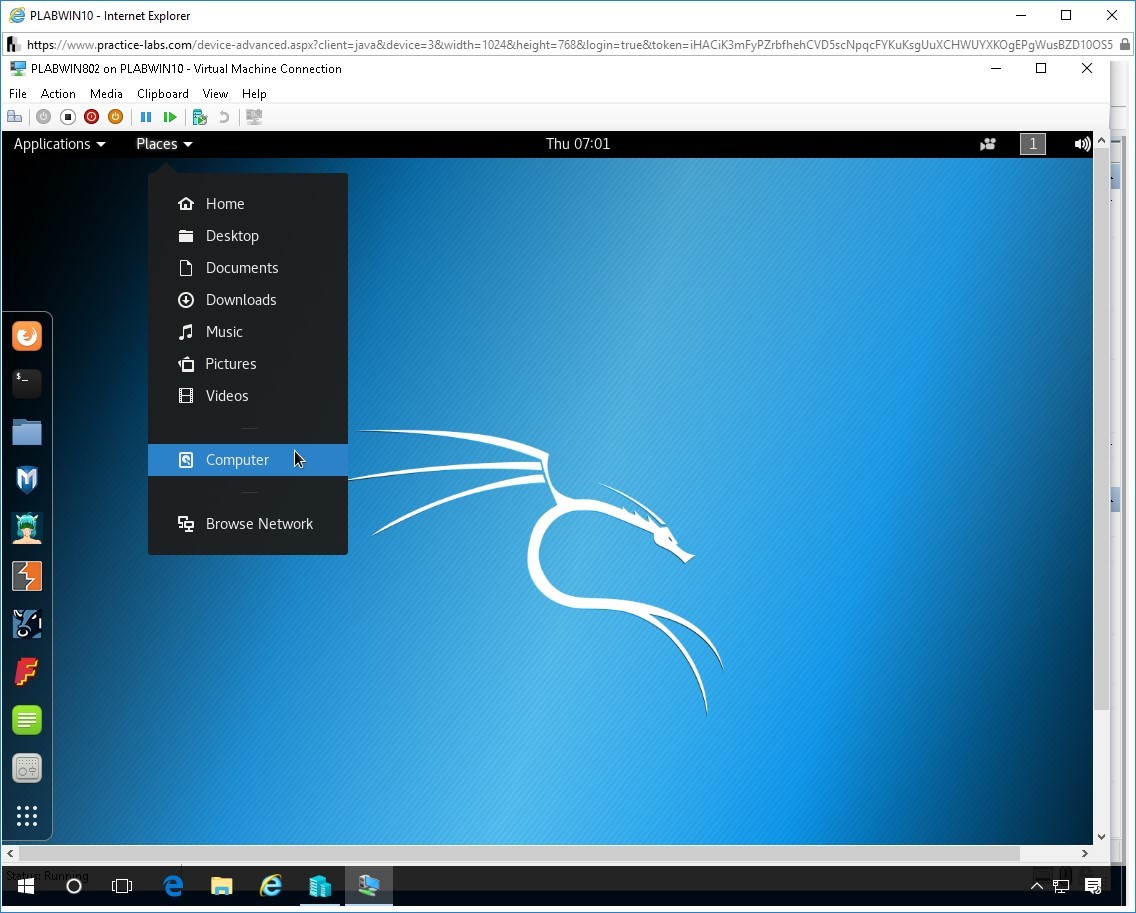 PLABWIN10 - Internet Explorer
https://www.practice-labs.com/device-advanced.aspx?client=java&device=3&width=1024&height=768&login=true&token=iHACiK3mFyPZrbfhehCVD5scNpqcFYKuKsgUuXCHWUYXKOgEPgWusBZD10OS5
PLABWIN802 on PLABWIN10 - Virtual Machine Connection
File Action Media Clipboard View Help
Applications Places Thu 07:01 1
Home
Desktop
Documents
Downloads
Music
Pictures
Videos
Computer
Browse Network
$_
Status: Running